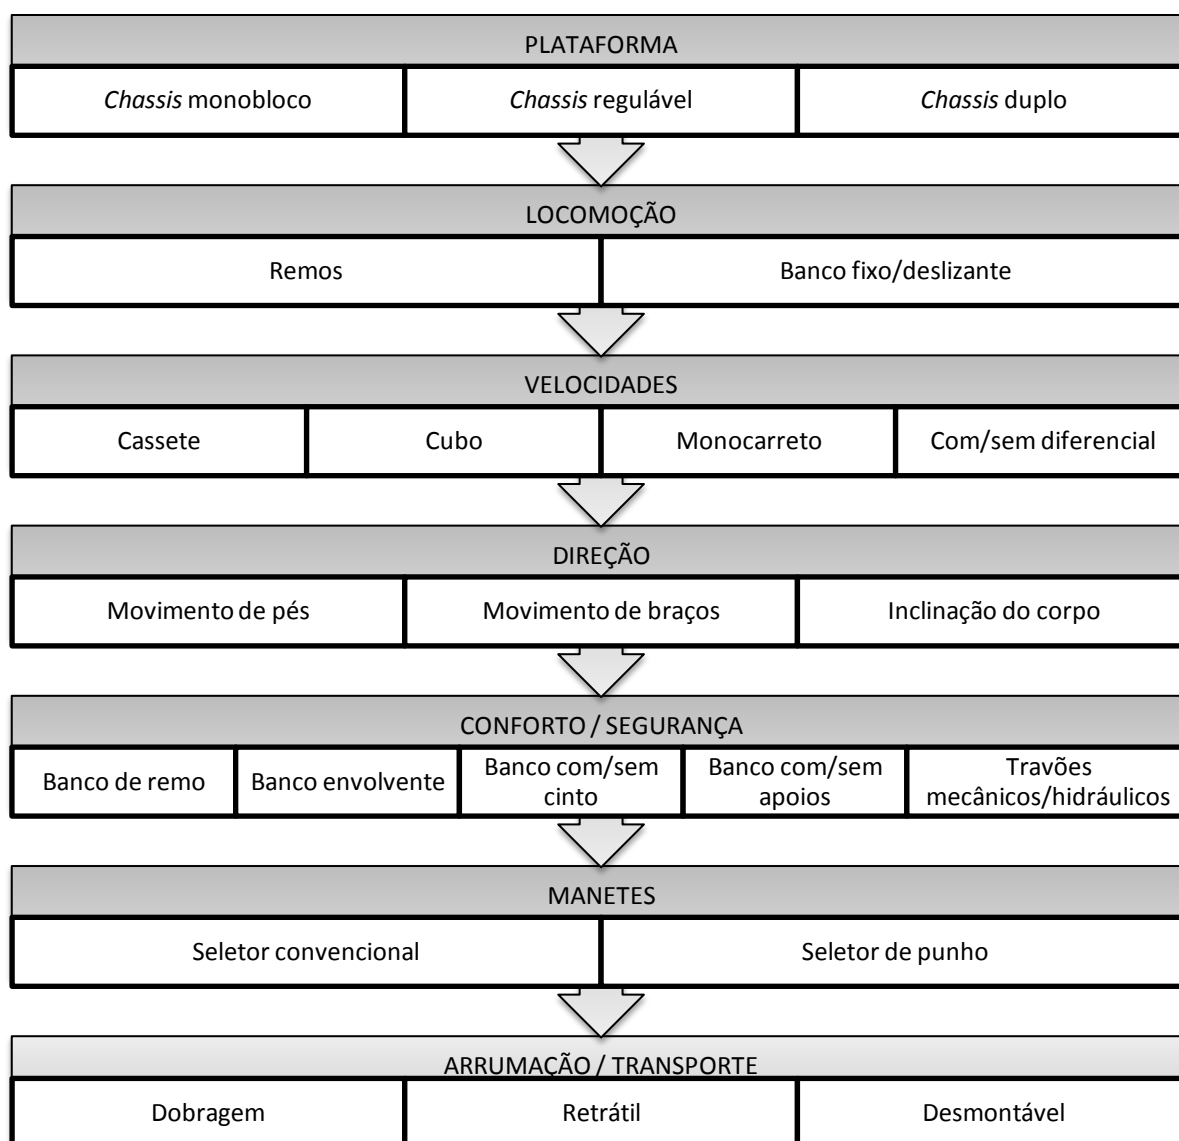 PLATAFORMA
Chassis monobloco
Chassis regulável
Chassis duplo
LOCOMOÇÃO
Remos
Banco fixo/deslizante
VELOCIDADES
Cassete
Cubo
Monocarreto
Com/sem diferencial
DIREÇÃO
Movimento de pés
Movimento de braços
Inclinação do corpo
CONFORTO / SEGURANÇA
Banco de remo
Banco envolvente
Banco com/sem
cinto
Banco com/sem
apoios
Travões
mecânicos/hidráulicos
MANETES
Seletor convencional
Seletor de punho
ARRUMAÇÃO / TRANSPORTE
Dobragem
Retrátil
Desmontável